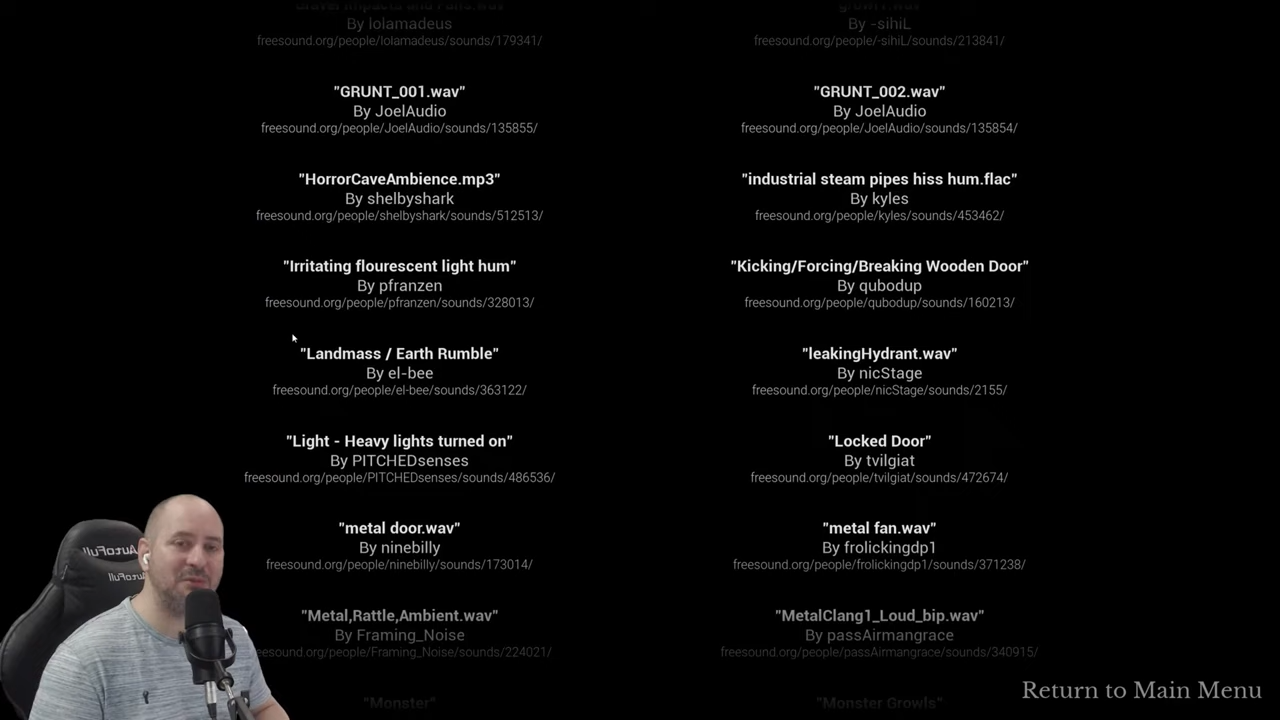 By lolamadeus
freesound.org/people/lolamadeus/sounds/179341/
By -sihiL
freesound.org/people/-sihiL/sounds/213841/
"GRUNT_001.wav"
By JoelAudio
freesound.org/people/JoelAudio/sounds/135855/
"GRUNT_002.wav"
By JoelAudio
freesound.org/people/JoelAudio/sounds/135854/
"HorrorCaveAmbience.mp3"
By shelbyshark
freesound.org/people/shelbyshark/sounds/512513/
"industrial steam pipes hiss hum.flac"
By kyles
freesound.org/people/kyles/sounds/453462/
"Irritating flourescent light hum"
By pfranzen
freesound.org/people/pfranzen/sounds/328013/
"Kicking/Forcing/Breaking Wooden Door"
By qubodup
freesound.org/people/qubodup/sounds/160213/
"Landmass / Earth Rumble"
By el-bee
freesound.org/people/el-bee/sounds/363122/
"leakingHydrant.wav"
By nicStage
freesound.org/people/nicStage/sounds/2155/
"Light - Heavy lights turned on"
By PITCHEDsenses
freesound.org/people/PITCHEDsenses/sounds/486536/
"Locked Door"
By tvilgiat
freesound.org/people/tvilgiat/sounds/472674/
"metal door.wav"
By ninebilly
freesound.org/people/ninebilly/sounds/173014/
"metal fan.wav"
By frolickingdp1
freesound.org/people/frolickingdp1/sounds/371238/
"Metal,Rattle,Ambient.wav"
By Framing_Noise
eesound.org/people/Framing_Noise/sounds/224021/
"MetalClang1_Loud_bip.wav"
By passAirmangrace
freesound.org/people/passAirmangrace/sounds/340915/
"Monster"
"Monster Growls"
AutoFull
AutoFull
Return to Main Menu